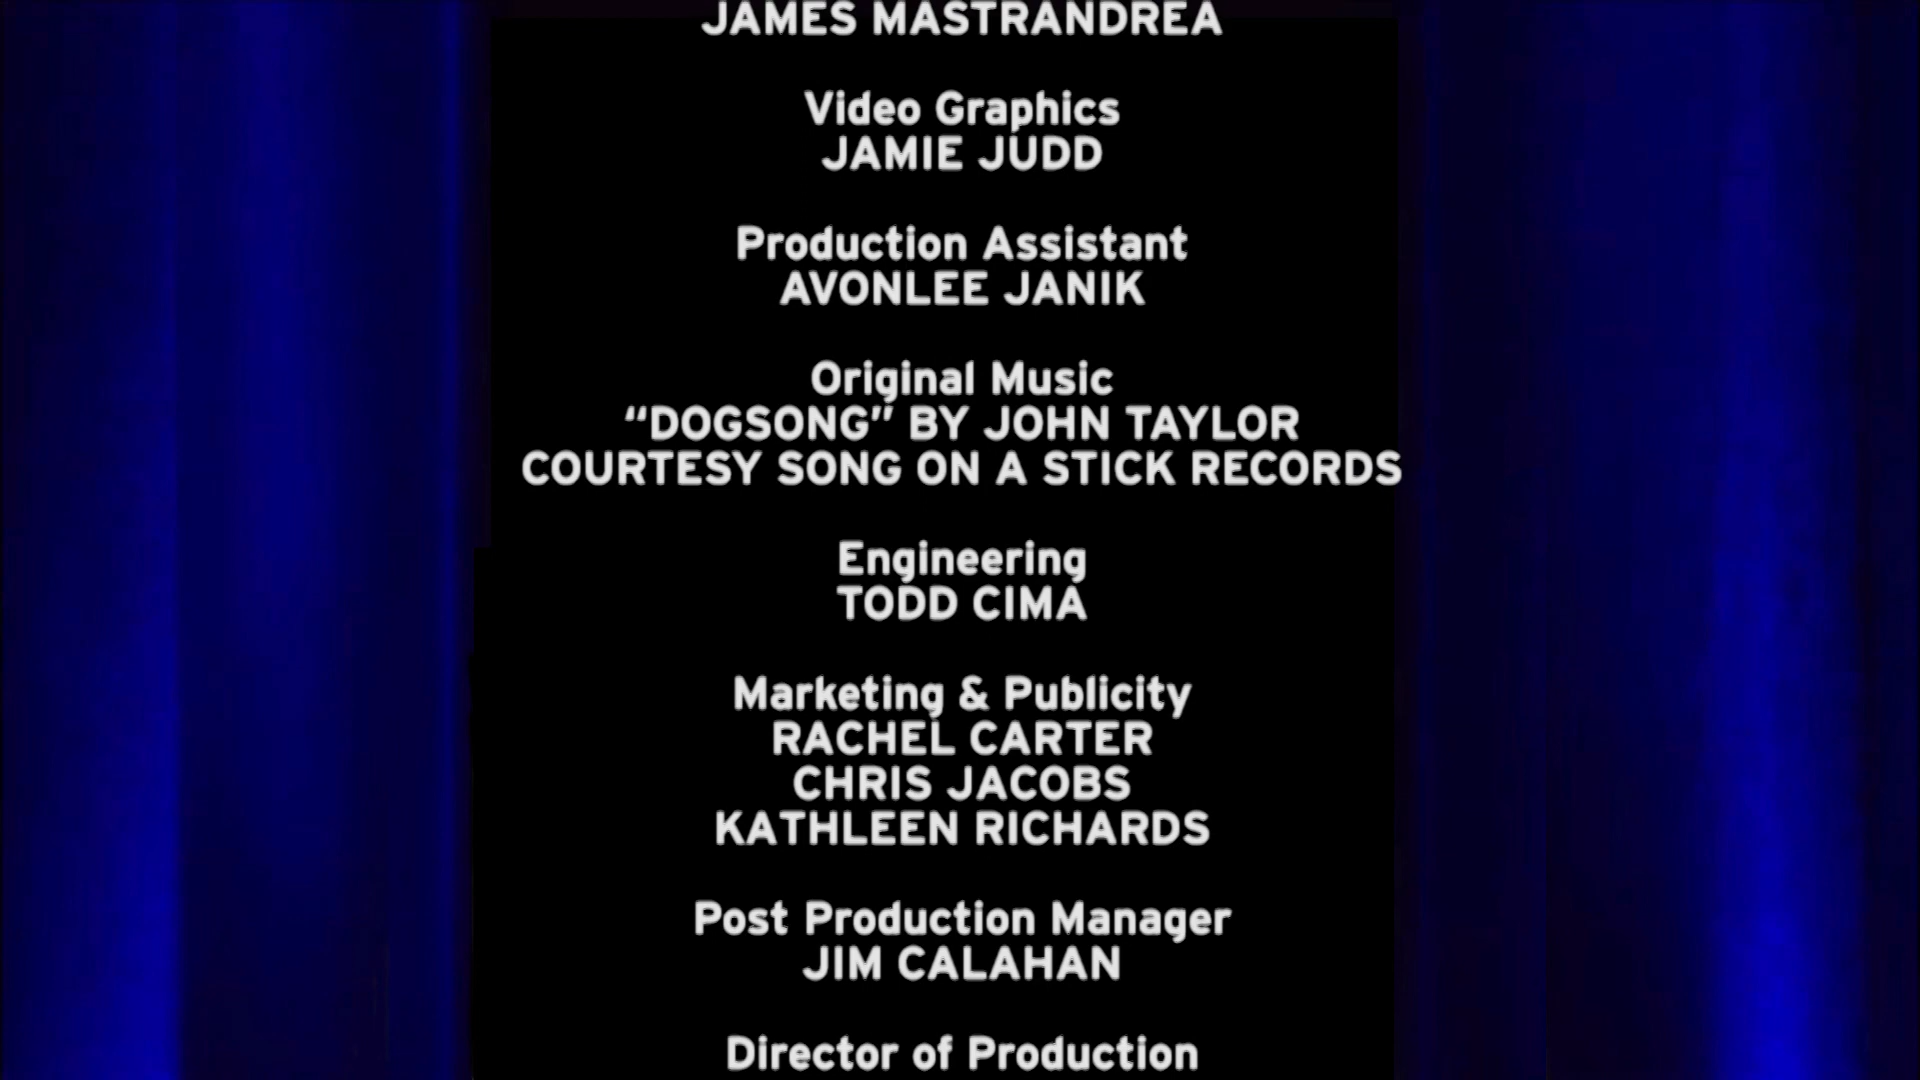 JAMES MASTRANDREA
Video Graphics
JAMIE JUDD
Production Assistant
AVONLEE JANIK
Original Music
“DOGSONG” BY JOHN TAYLOR
COURTESY SONG ON A STICK RECORDS
Engineering
TODD CIMA
Marketing & Publicity
RACHEL CARTER
CHRIS JACOBS
KATHLEEN RICHARDS
Post Production Manager
JIM CALAHAN
Director of Production